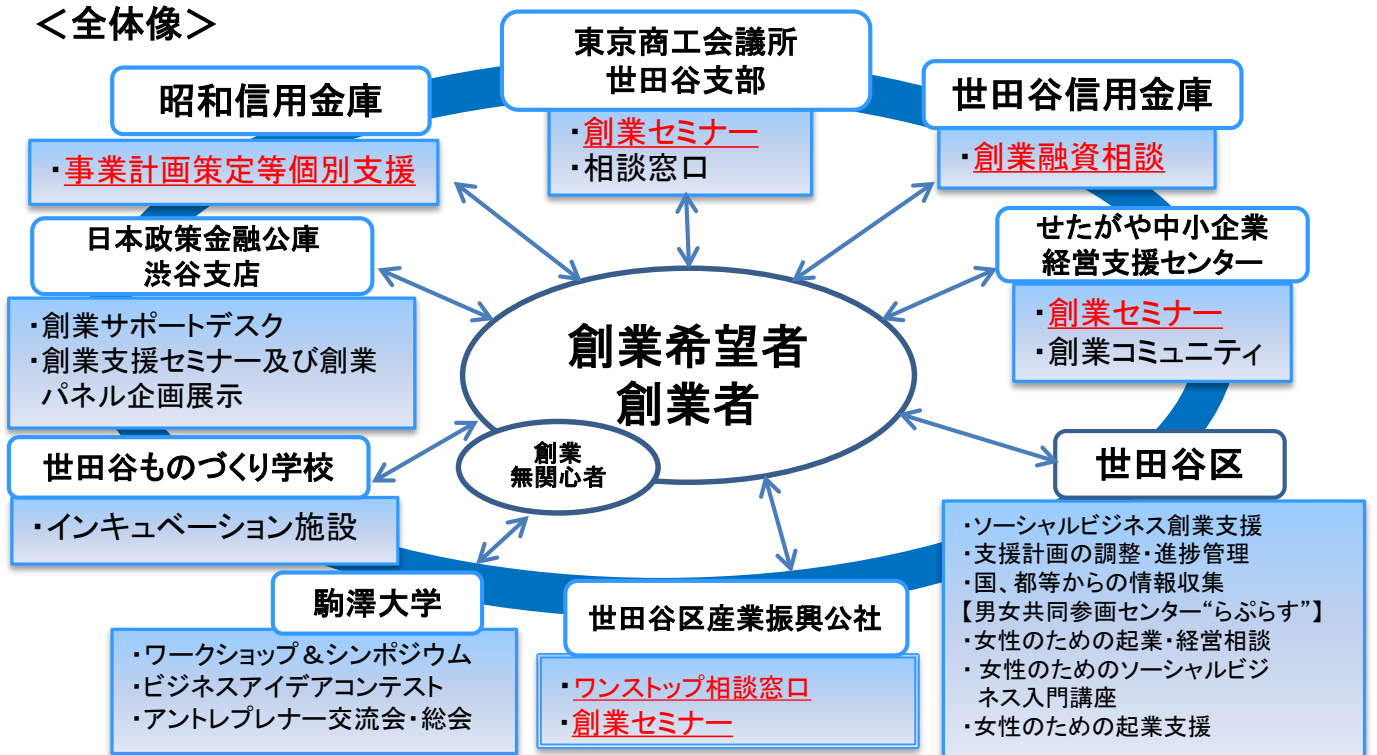 ＜全体像＞
東京商工会議所
世田谷支部
・創業セミナー
・相談窓口
昭和信用金庫
・事業計画策定等個別支援
世田谷信用金庫
・創業融資相談
日本政策金融公庫
渋谷支店
・創業サポートデスク
・創業支援セミナー及び創業
パネル企画展示
せたがや中小企業
経営支援センター
・創業セミナー
・創業コミュニティ
創業希望者
創業者
創業
無関心者
世田谷ものづくり学校
・インキュベーション施設
世田谷区
・ソーシャルビジネス創業支援
・支援計画の調整・進捗管理
・国、都等からの情報収集
【男女共同参画センター“らぷらす”】
・女性のための起業・経営相談
・ 女性のためのソーシャルビジ
ネス入門講座
・女性のための起業支援
駒澤大学
・ワークショップ＆シンポジウム
・ビジネスアイデアコンテスト
・アントレプレナー交流会・総会
世田谷区産業振興公社
・ワンストップ相談窓口
・創業セミナー